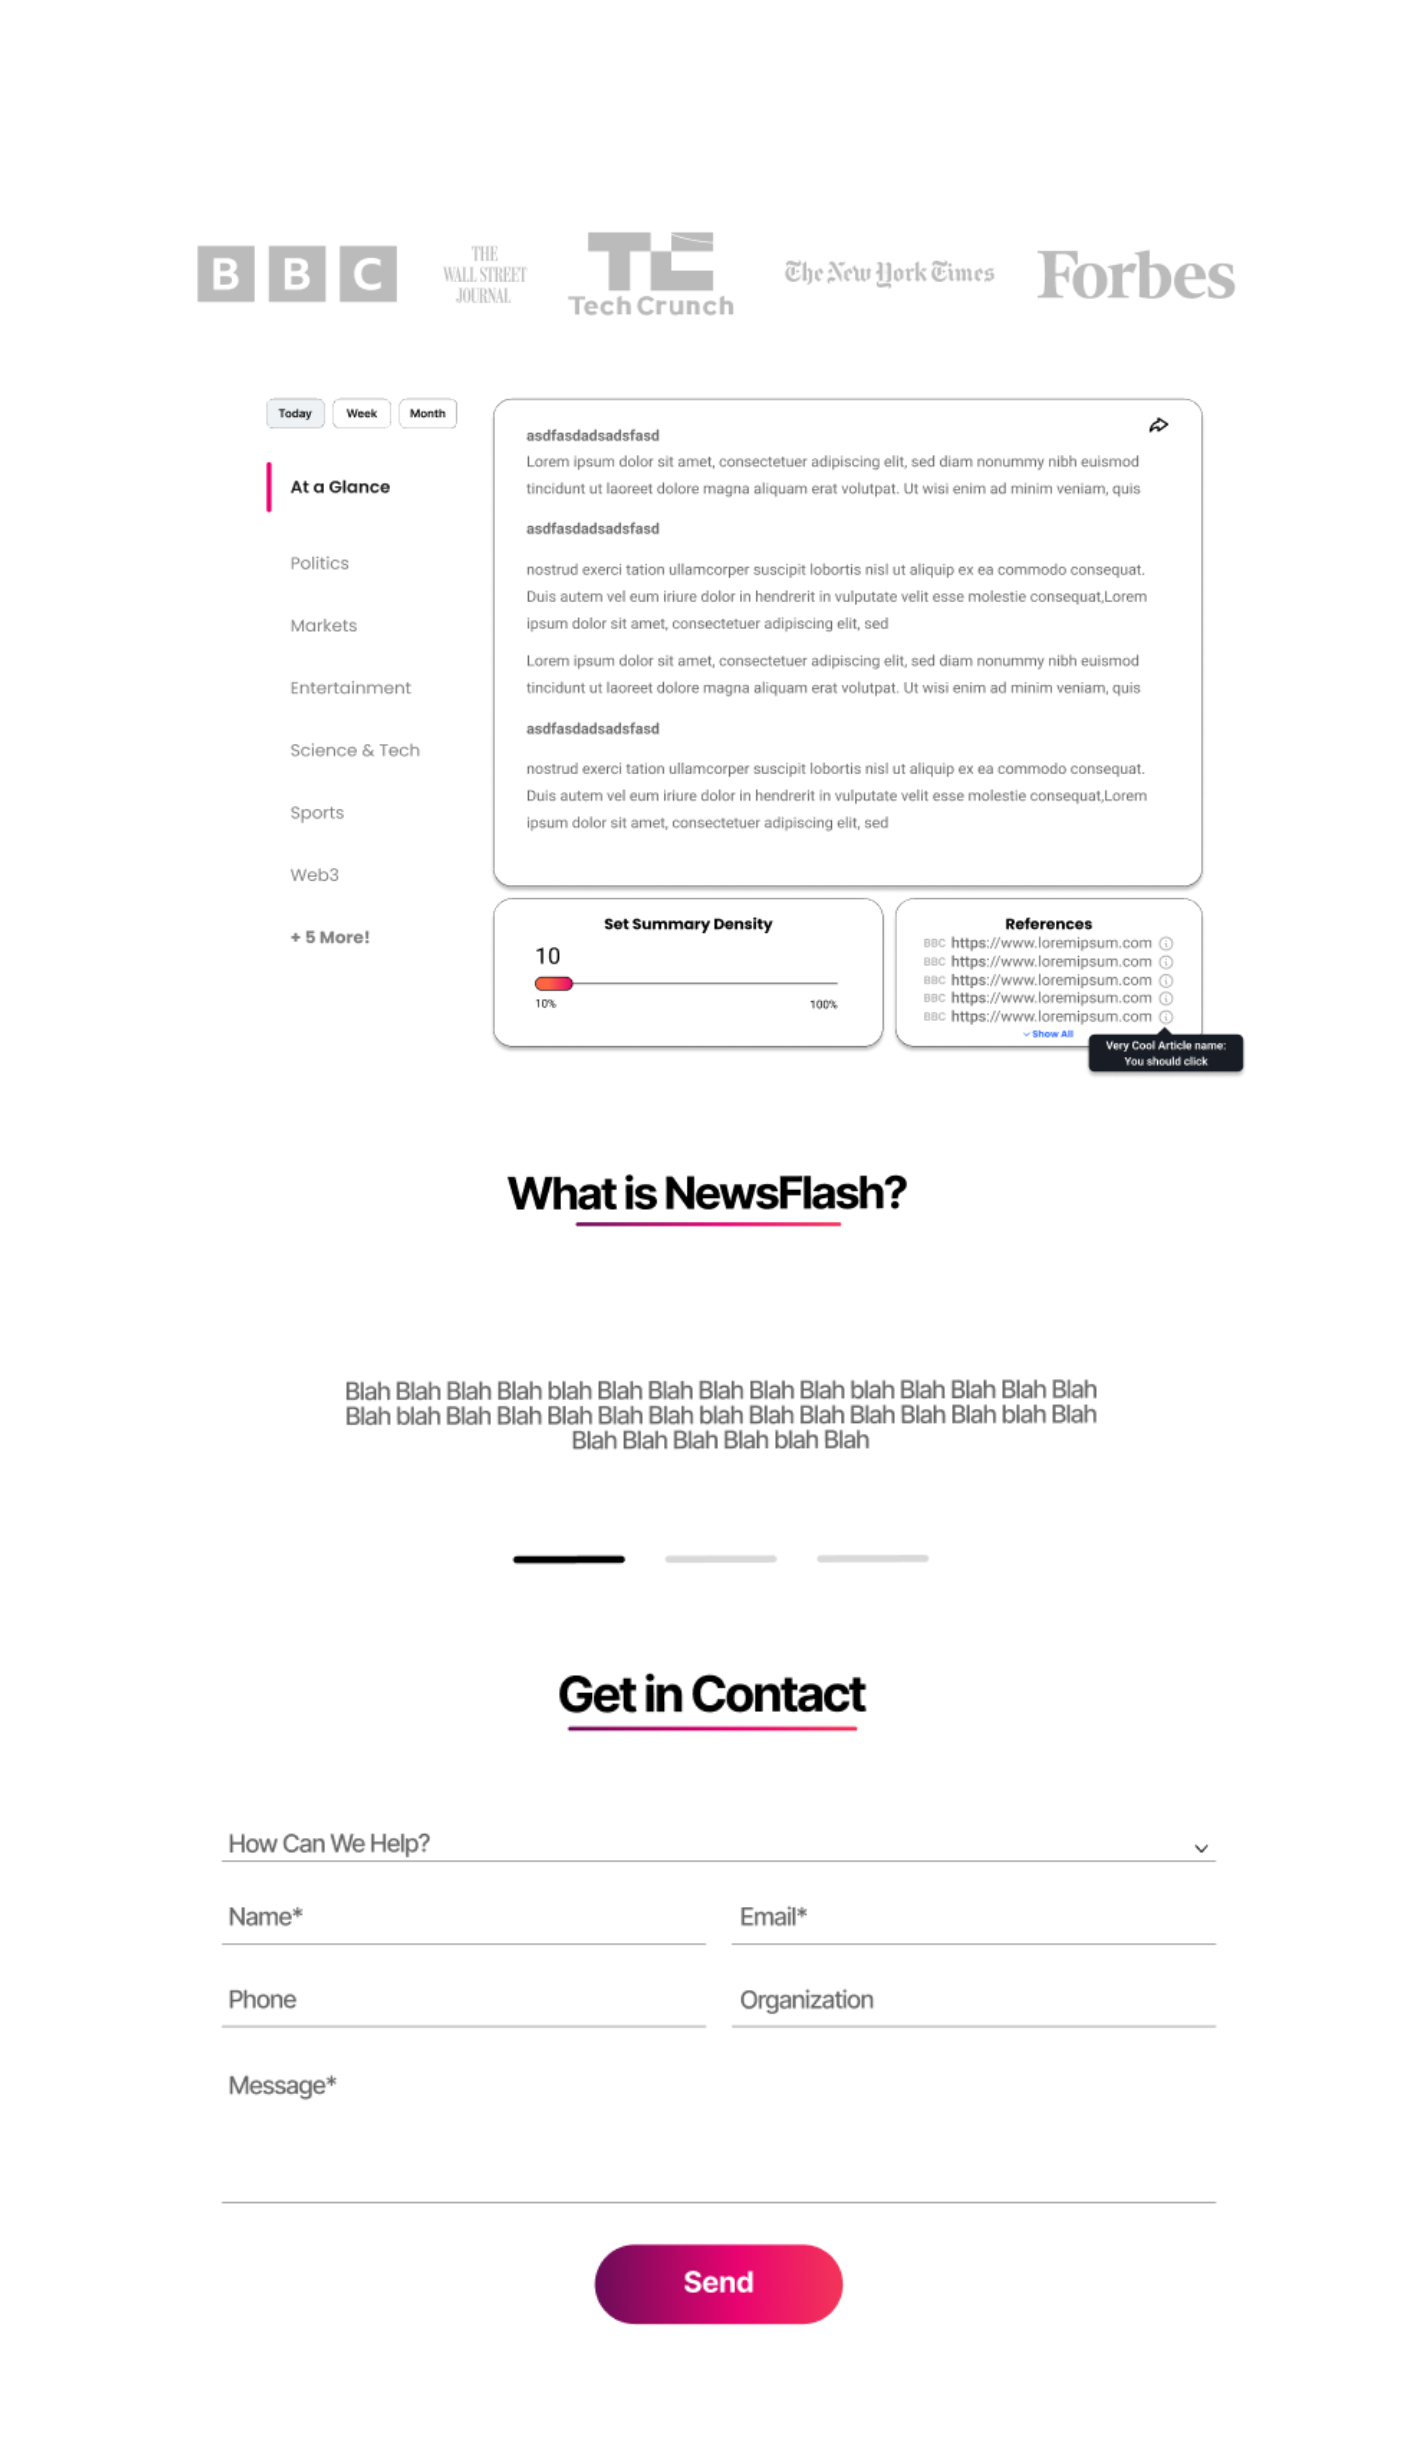 B B C
THE
WALL STREET
JOURNAL
Tech Crunch
The New York Times
Forbes
Today Week Month
At a Glance
Politics
Markets
Entertainment
Science & Tech
Sports
Web3
+ 5 More!
asdfasdadsadsfasd
Lorem ipsum dolor sit amet, consectetuer adipiscing elit, sed diam nonummy nibh euismod
tincidunt ut laoreet dolore magna aliquam erat volutpat. Ut wisi enim ad minim veniam, quis
asdfasdadsadsfasd
nostrud exerci tation ullamcorper suscipit lobortis nisl ut aliquip ex ea commodo consequat.
Duis autem vel eum iriure dolor in hendrerit in vulputate velit esse molestie consequat,Lorem
ipsum dolor sit amet, consectetuer adipiscing elit, sed
Lorem ipsum dolor sit amet, consectetuer adipiscing elit, sed diam nonummy nibh euismod
tincidunt ut laoreet dolore magna aliquam erat volutpat. Ut wisi enim ad minim veniam, quis
asdfasdadsadsfasd
nostrud exerci tation ullamcorper suscipit lobortis nisl ut aliquip ex ea commodo consequat.
Duis autem vel eum iriure dolor in hendrerit in vulputate velit esse molestie consequat,Lorem
ipsum dolor sit amet, consectetuer adipiscing elit, sed
Set Summary Density
10
10% 100%
References
BBC https://www.loremipsum.com
BBC https://www.loremipsum.com
BBC https://www.loremipsum.com
BBC https://www.loremipsum.com
BBC https://www.loremipsum.com
Show All
Very Cool Article name:
You should click
What is NewsFlash?
Blah Blah Blah Blah blah Blah Blah Blah Blah Blah blah Blah Blah Blah Blah
Blah blah Blah Blah Blah Blah Blah blah Blah Blah Blah Blah Blah blah Blah
Blah Blah Blah Blah blah Blah
Get in Contact
How Can We Help?
Name* Email*
Phone Organization
Message*
Send